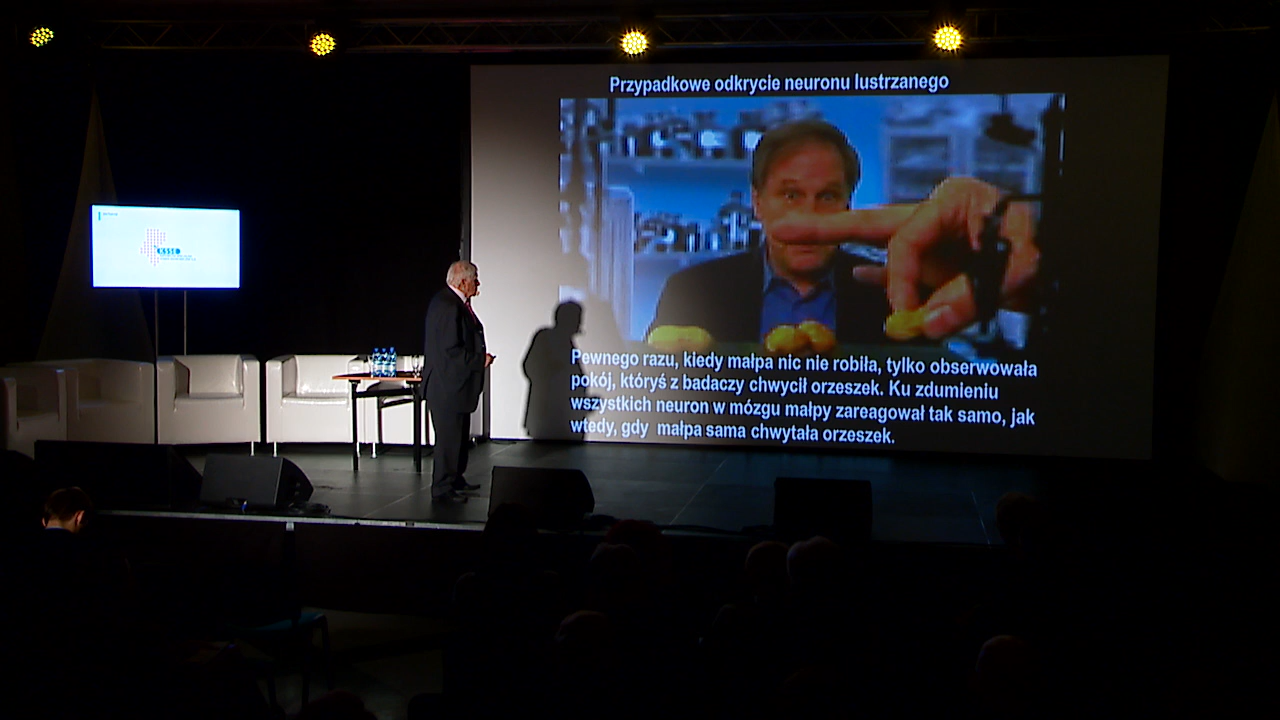 Przypadkowe odkrycie neuronu lustrzanego
Pewnego razu, kiedy małpa nic nie robiła, tylko obserwowała
pokój, któryś z badaczy chwycił orzeszek. Ku zdumieniu
wszystkich neuron w mózgu małpy zareagował tak samo, jak
wtedy, gdy małpa sama chwytała orzeszek.